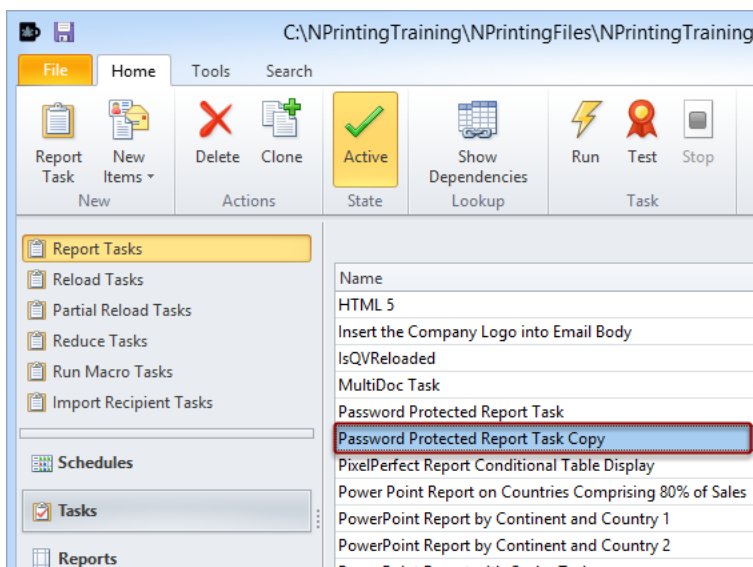 C:\NPrintingTraining\NPrintingFiles\NPrintingTraining
File Home Tools Search
Report Task
New Items
Delete
Clone
Active
Show Dependencies
Run
Test
Stop
New Actions State Lookup Task
Report Tasks
Reload Tasks
Partial Reload Tasks
Reduce Tasks
Run Macro Tasks
Import Recipient Tasks
Schedules
Tasks
Reports
Name
HTML 5
Insert the Company Logo into Email Body
IsQVReloaded
MultiDoc Task
Password Protected Report Task
Password Protected Report Task Copy
PixelPerfect Report Conditional Table Display
Power Point Report on Countries Comprising 80% of Sales
PowerPoint Report by Continent and Country 1
PowerPoint Report by Continent and Country 2